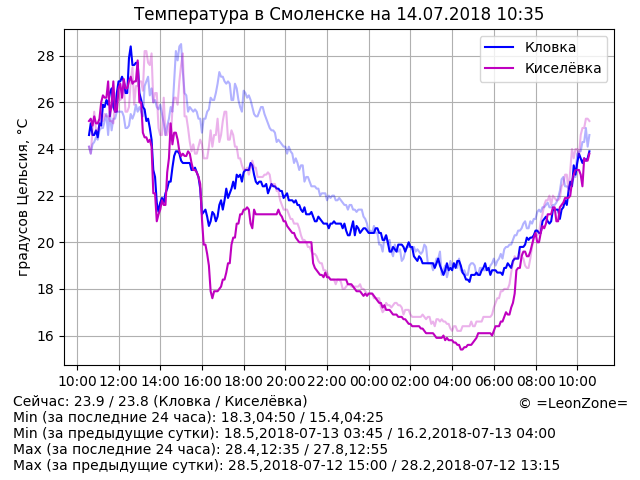 Температура в Смоленске на 14.07.2018 10:35
градусов Цельсия, °C
28
26
24
22
20
18
16
Кловка
Киселёвка
10:00 12:00 14:00 16:00 18:00 20:00 22:00 00:00 02:00 04:00 06:00 08:00 10:00
Сейчас: 23.9 / 23.8 (Кловка / Киселёвка)
© =LeonZone=
Min (за последние 24 часа): 18.3,04:50 / 15.4,04:25
Min (за предыдущие сутки): 18.5,2018-07-13 03:45 / 16.2,2018-07-13 04:00
Max (за последние 24 часа): 28.4,12:35 / 27.8,12:55
Max (за предыдущие сутки): 28.5,2018-07-12 15:00 / 28.2,2018-07-12 13:15